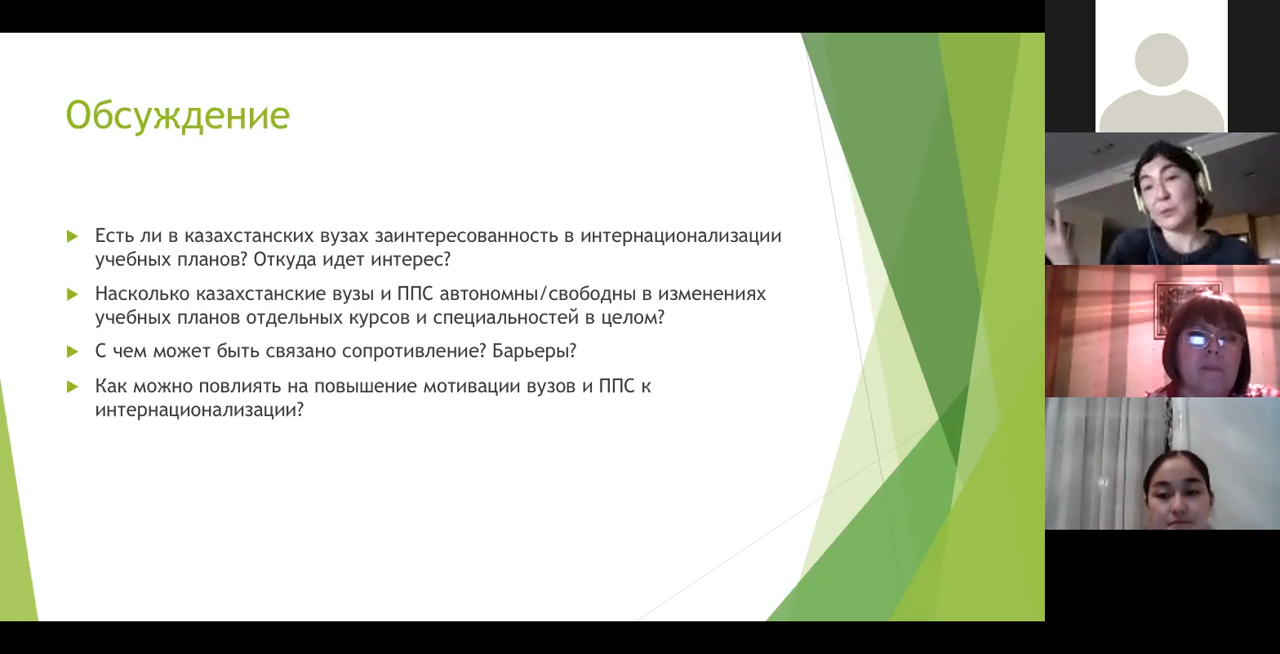 Обсуждение
Есть ли в казахстанских вузах заинтересованность в интернационализации
учебных планов? Откуда идет интерес?
Насколько казахстанские вузы и ППС автономны/свободны в изменениях
учебных планов отдельных курсов и специальностей в целом?
С чем может быть связано сопротивление? Барьеры?
Как можно повлиять на повышение мотивации вузов и ППС к
интернационализации?